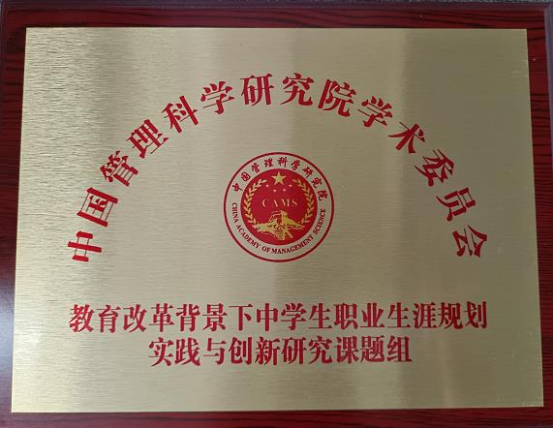 中国管理科学研究院学术委员会
中国管理科学研究院
CAMS
CHINA ACADEMY OF MANAGEMENT SCIENCE
教育改革背景下中学生职业生涯规划
实践与创新研究课题组